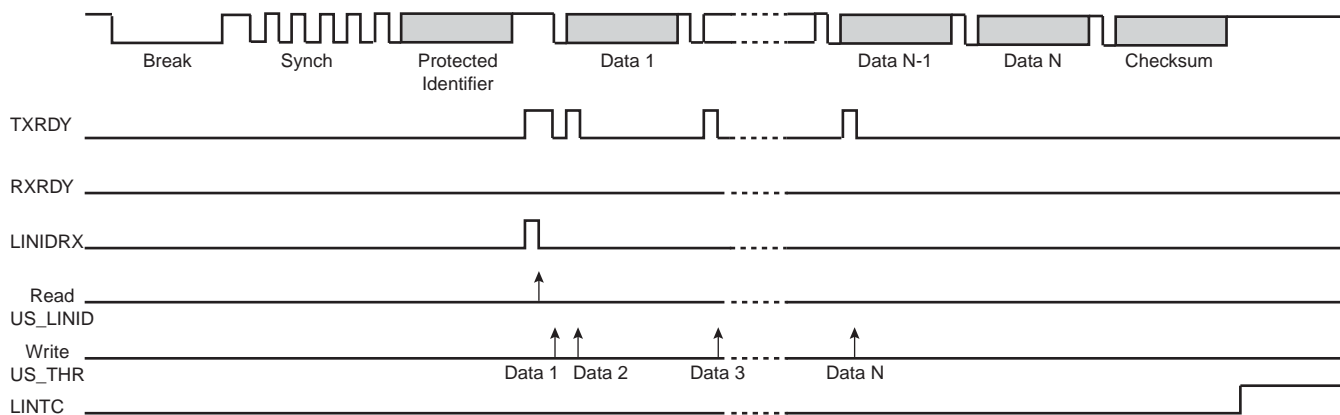 Break Synch Protected Identifier Data 1 Data N-1 Data N Checksum
TXRDY
RXRDY
LINIDRX
Read
US_LINID
Write
US_THR
Data 1 Data 2 Data 3 Data N
LINTC